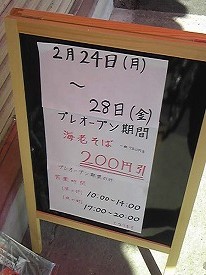 2月24日(月)
~
28日(金)
プレオープン期間
海老そば
200円引
プレオープン期間の
営業時間
10:00-14:00
17:00-20:00